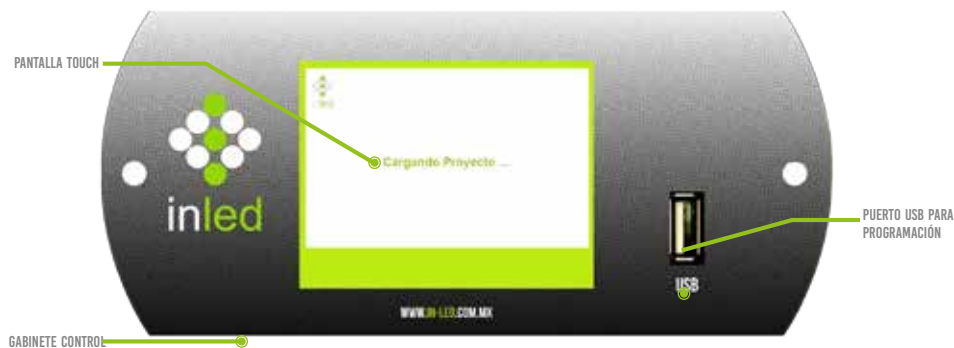 PANTALLA TOUCH
Cargando Proyecto ...
inled
PUERTO USB PARA
PROGRAMACIÓN
USB
WWW.IN-LED.COM.MX
GABINETE CONTROL